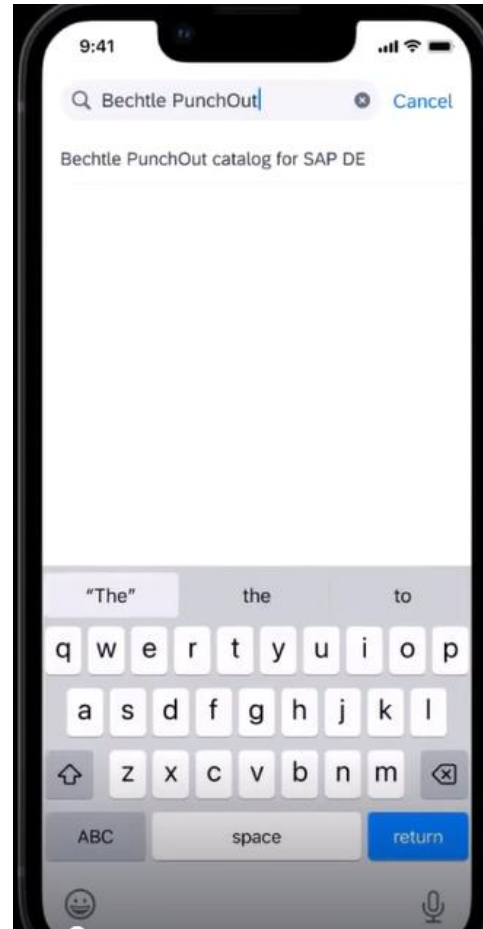 9:41
Bechtle PunchOut
Cancel
Bechtle PunchOut catalog for SAP DE
"The" the to
q w e r t y u i o p
a s d f g h j k l
z x c v b n m
ABC space return